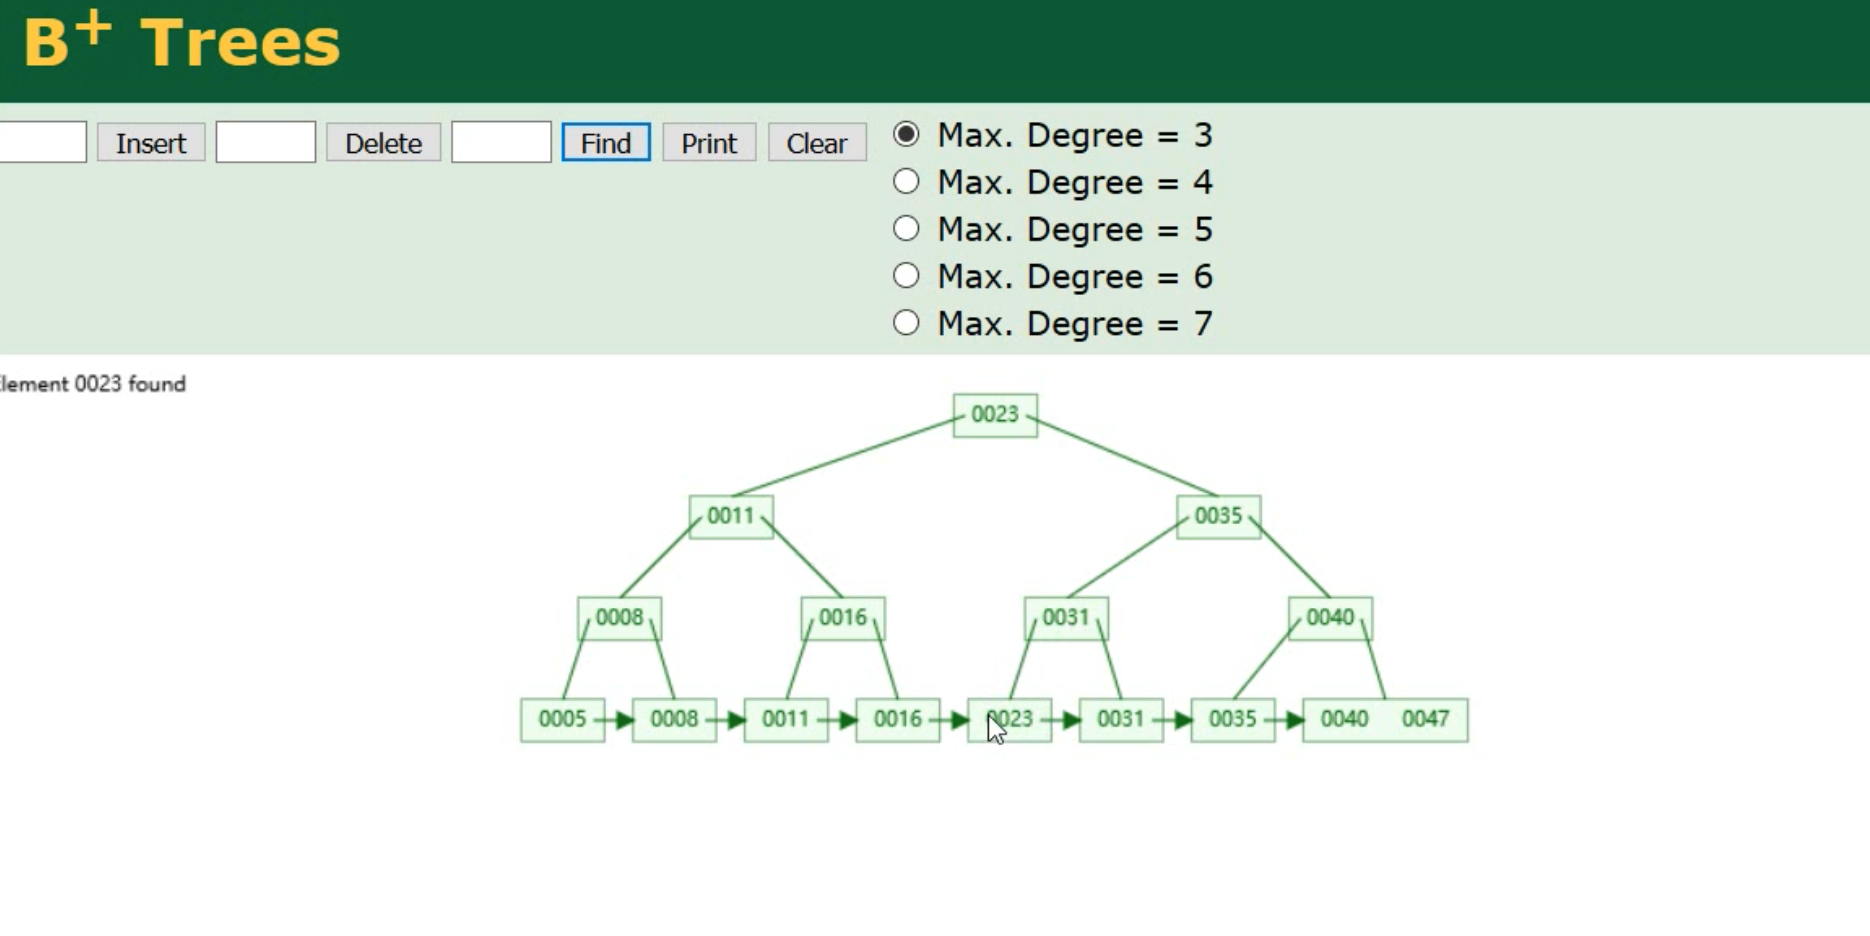 B+ Trees
Insert Delete Find Print Clear
Max. Degree = 3
Max. Degree = 4
Max. Degree = 5
Max. Degree = 6
Max. Degree = 7
lement 0023 found
0023
0011 0035
0008 0016 0031 0040
0005 0008 0011 0016 0023 0031 0035 0040 0047